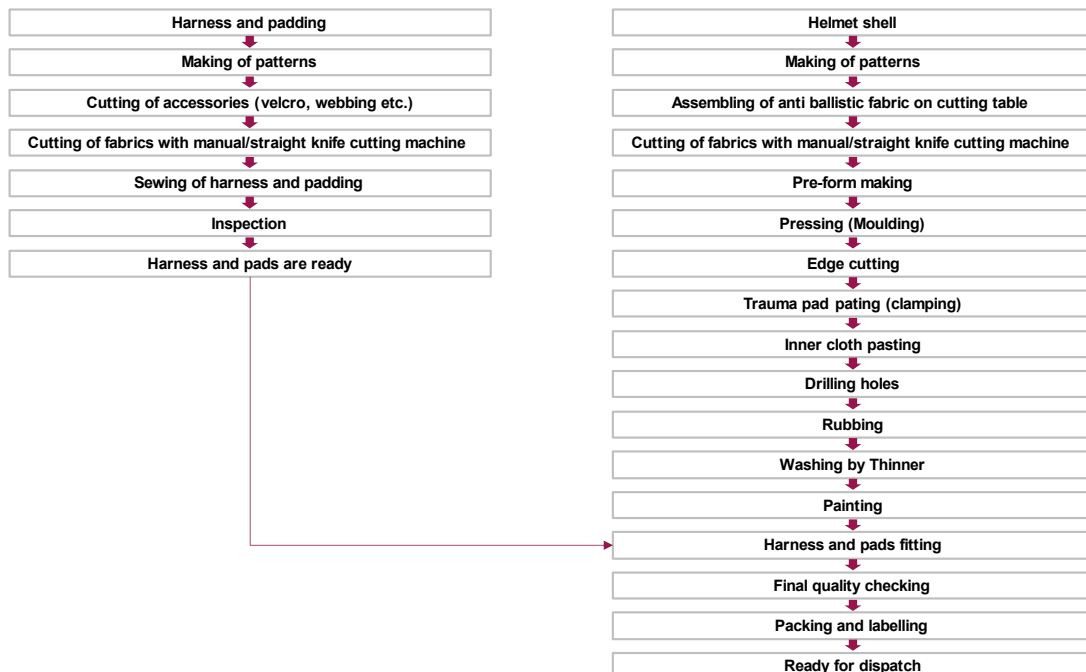 Harness and padding
Making of patterns
Cutting of accessories (velcro, webbing etc.)
Cutting of fabrics with manual/straight knife cutting machine
Sewing of harness and padding
Inspection
Harness and pads are ready
Helmet shell
Making of patterns
Assembling of anti ballistic fabric on cutting table
Cutting of fabrics with manual/straight knife cutting machine
Pre-form making
Pressing (Moulding)
Edge cutting
Trauma pad pating (clamping)
Inner cloth pasting
Drilling holes
Rubbing
Washing by Thinner
Painting
Harness and pads fitting
Final quality checking
Packing and labelling
Ready for dispatch